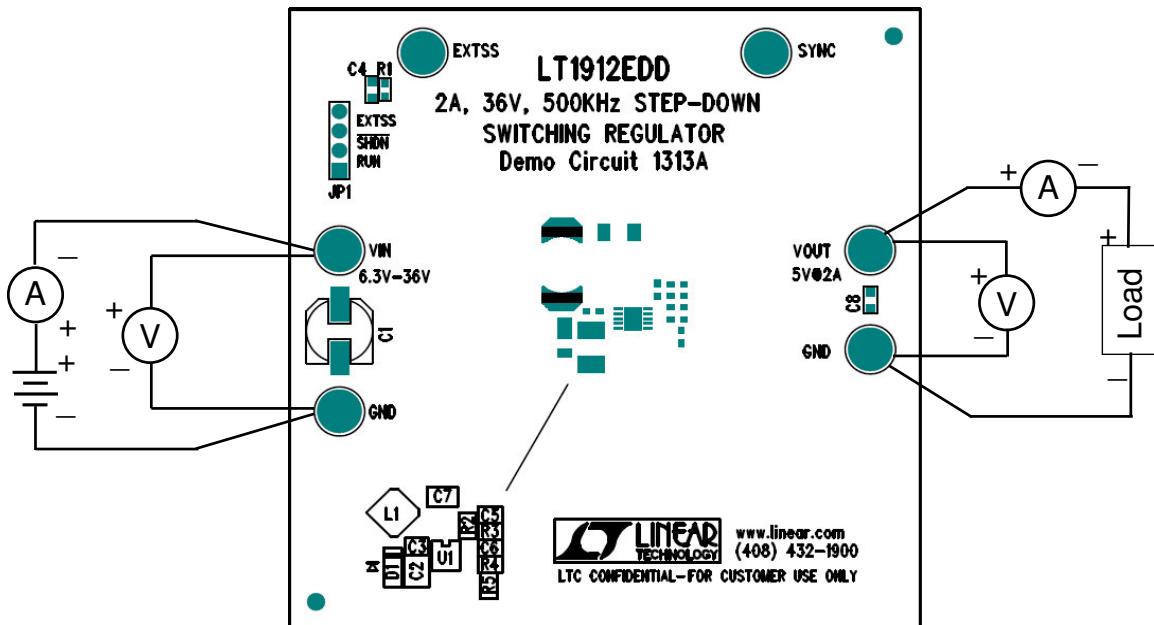 EXTSS
SYNC
LT1912EDD
2A, 36V, 500KHz STEP-DOWN
SWITCHING REGULATOR
Demo Circuit 1313A
C4 R1
EXTSS
SHDN
RUN
JP1
VIN
6.3V-36V
C1
GND
A
V
+
−
+
−
+
−
VOUT
5V@2A
C8
GND
A
V
Load
+
−
+
−
+
−
L1
C7
R2
C5
R3
C6
R4
R5
C3
U1
D1
C2
LINEAR
TECHNOLOGY
www.linear.com
(408) 432-1900
LTC CONFIDENTIAL-FOR CUSTOMER USE ONLY